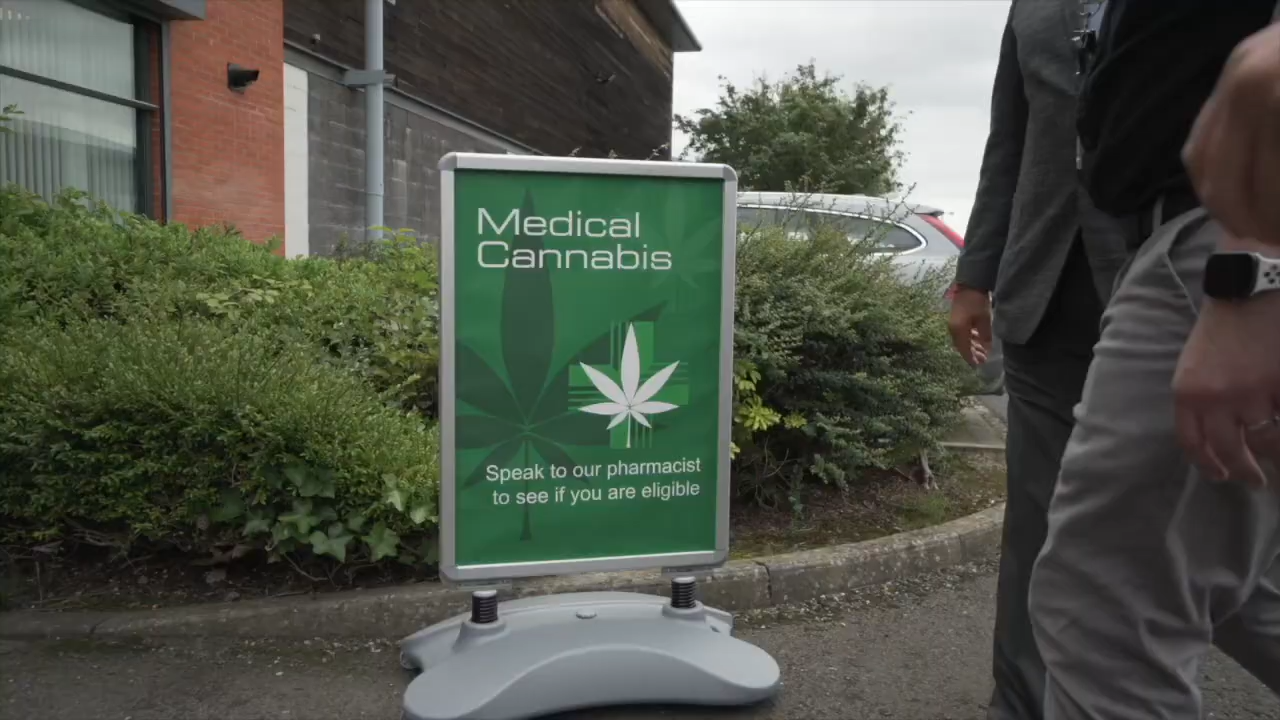 Medical
Cannabis
Speak to our pharmacist
to see if you are eligible